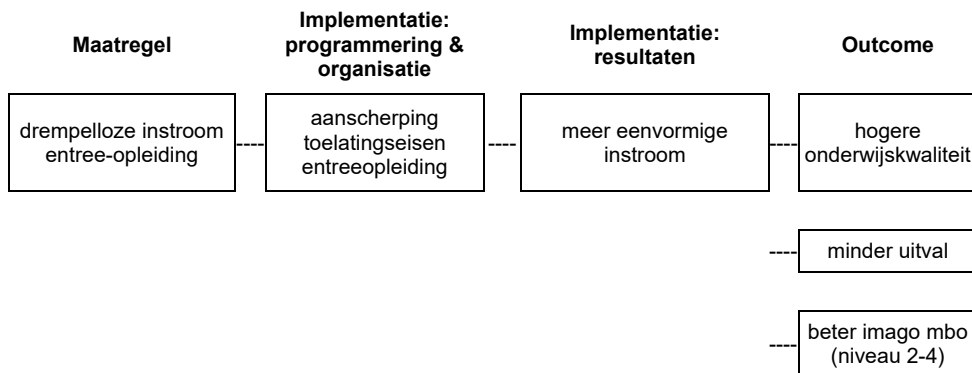 Maatregel
Implementatie:
programmering &
organisatie
Implementatie:
resultaten
Outcome
drempelloze instroom
entree-opleiding
----
aanscherping
toelatingseisen
entreeopleiding
----
meer eenvormige
instroom
----
hogere
onderwijskwaliteit
----
minder uitval
----
beter imago mbo
(niveau 2-4)